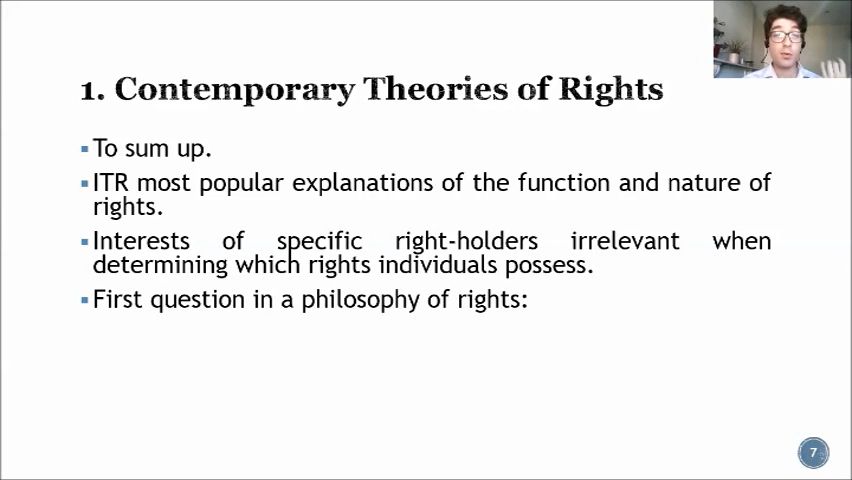 1. Contemporary Theories of Rights
▪To sum up.
▪ITR most popular explanations of the function and nature of
rights.
▪Interests of specific right-holders irrelevant when
determining which rights individuals possess.
▪First question in a philosophy of rights:
7